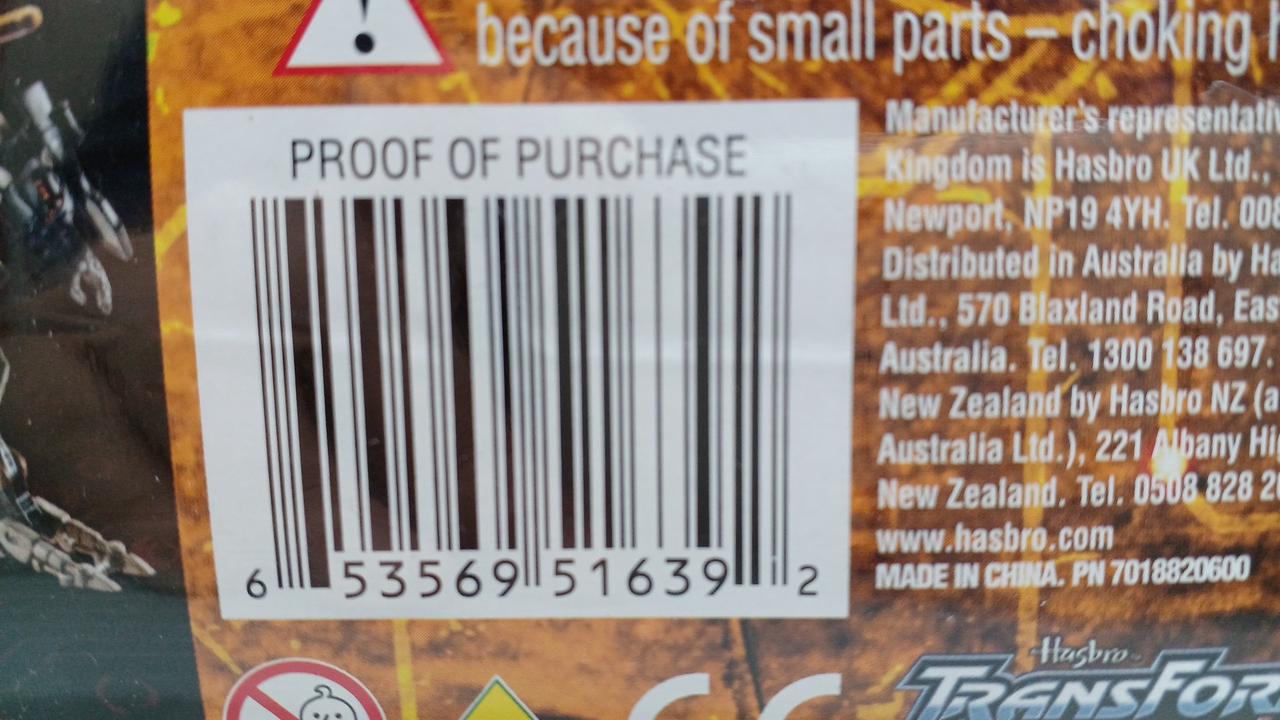 because of small parts – choking
PROOF OF PURCHASE
6 53569 51639 2
Manufacturer's
Kingdom is Hasbro UK Ltd.,
Newport, NP19 4YH. Tel. 008
Distributed in Australia by
Ltd., 570 Blaxland Road,
Australia. Tel. 1300 138 697.
New Zealand by Hasbro NZ (a
Australia Ltd.), 221 Albany
New Zealand. Tel. 0508 828
www.hasbro.com
MADE IN CHINA. PN 7018820600
Hasbro
CE